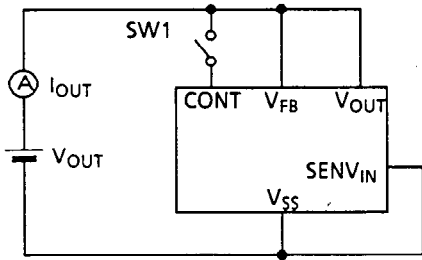 SW1
A IOUT
CONT VFB VOUT
VOUT
SENVIN
VSS